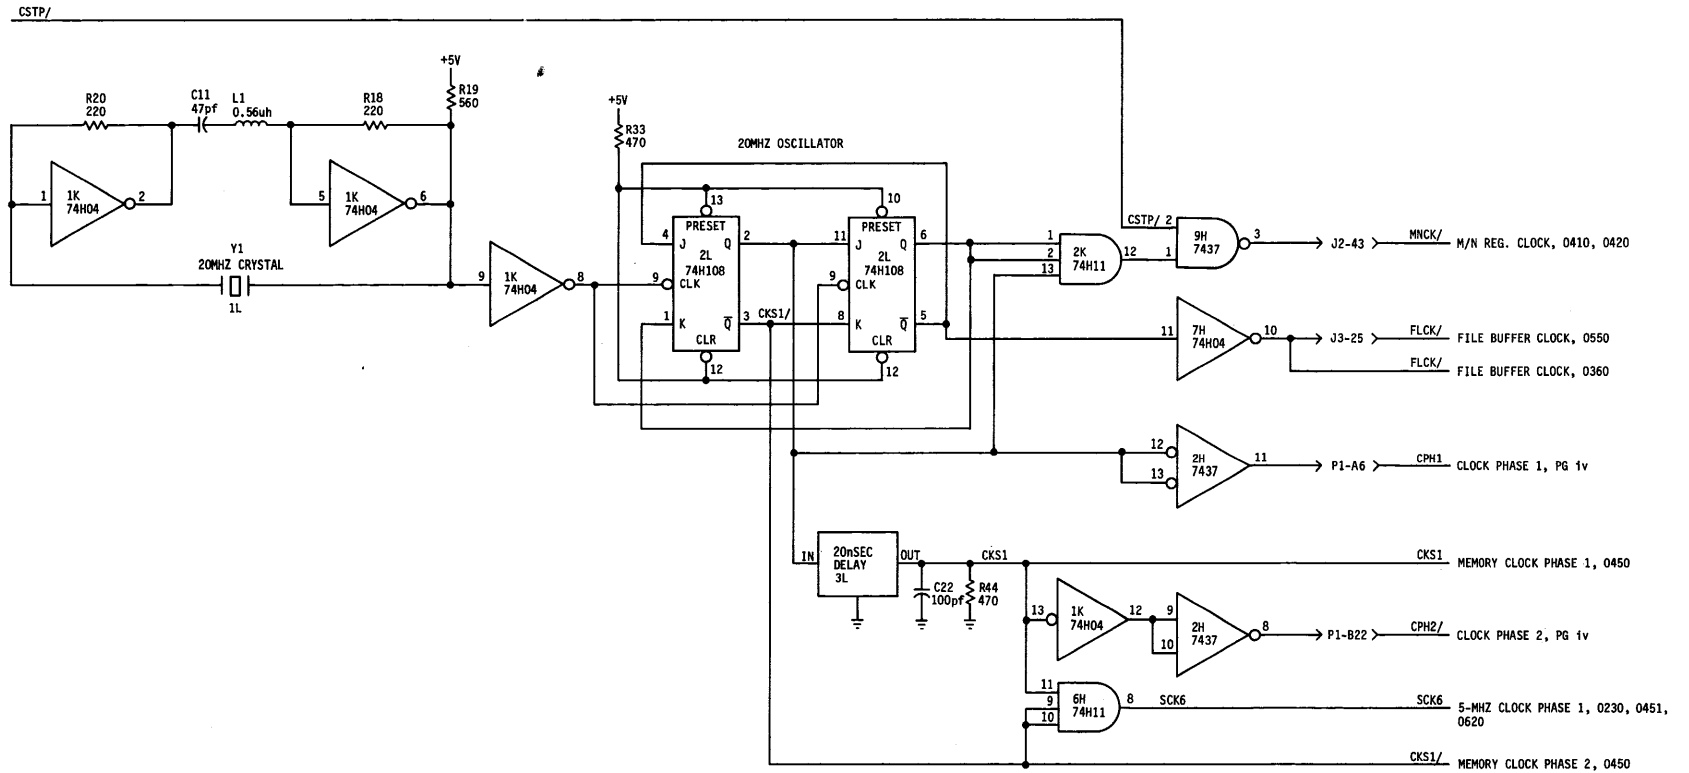 CSTP/
+5V
R19
560
R20
220
C11
47pf
L1
0.56uh
R18
220
1
1K
74H04
2
5
1K
74H04
6
Y1
20MHZ CRYSTAL
1L
9
1K
74H04
8
+5V
R33
470
20MHZ OSCILLATOR
13
PRESET
4
J
Q
2
2L
74H108
9
CLK
1
K
Q
3
CKS1/
CLR
12
10
PRESET
11
J
Q
6
2L
74H108
9
CLK
8
K
Q
5
CLR
12
1
2
13
2K
74H11
12
CSTP/ 2
1
9H
7437
3
J2-43
MNCK/
M/N REG. CLOCK, 0410, 0420
11
7H
74H04
10
J3-25
FLCK/
FILE BUFFER CLOCK, 0550
FLCK/
FILE BUFFER CLOCK, 0360
12
13
2H
7437
11
P1-A6
CPH1
CLOCK PHASE 1, PG iv
IN
20nSEC
DELAY
3L
OUT
CKS1
C22
100pf
R44
470
CKS1
MEMORY CLOCK PHASE 1, 0450
13
1K
74H04
12
9
10
2H
7437
8
P1-B22
CPH2/
CLOCK PHASE 2, PG iv
11
9
10
6H
74H11
8
SCK6
SCK6
5-MHZ CLOCK PHASE 1, 0230, 0451,
0620
CKS1/
MEMORY CLOCK PHASE 2, 0450